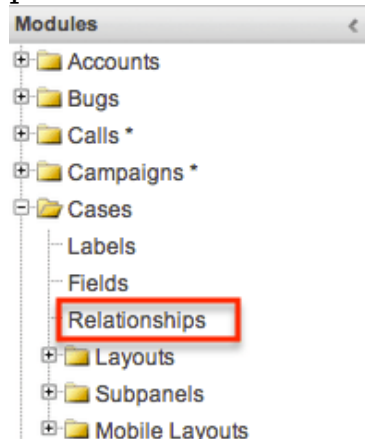 Modules
Accounts
Bugs
Calls *
Campaigns *
Cases
Labels
Fields
Relationships
Layouts
Subpanels
Mobile Layouts